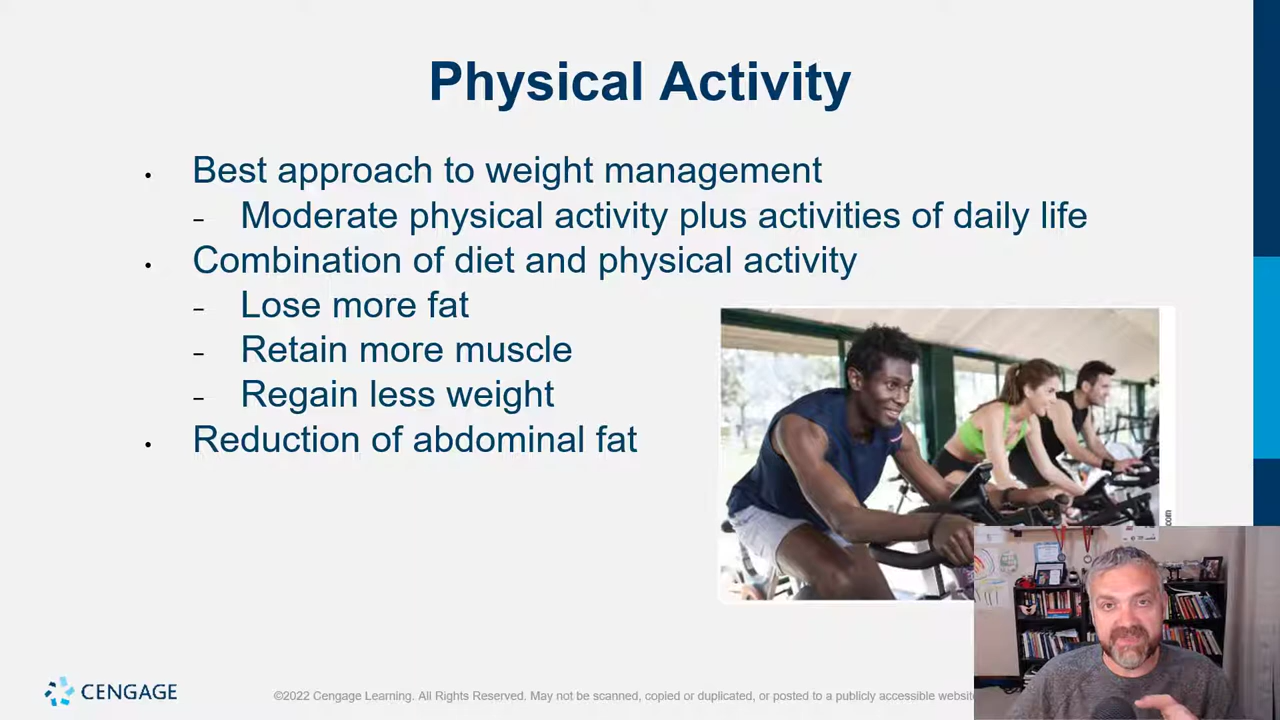 Physical Activity
• Best approach to weight management
– Moderate physical activity plus activities of daily life
• Combination of diet and physical activity
– Lose more fat
– Retain more muscle
– Regain less weight
• Reduction of abdominal fat
.com
CENGAGE
©2022 Cengage Learning. All Rights Reserved. May not be scanned, copied or duplicated, or posted to a publicly accessible website